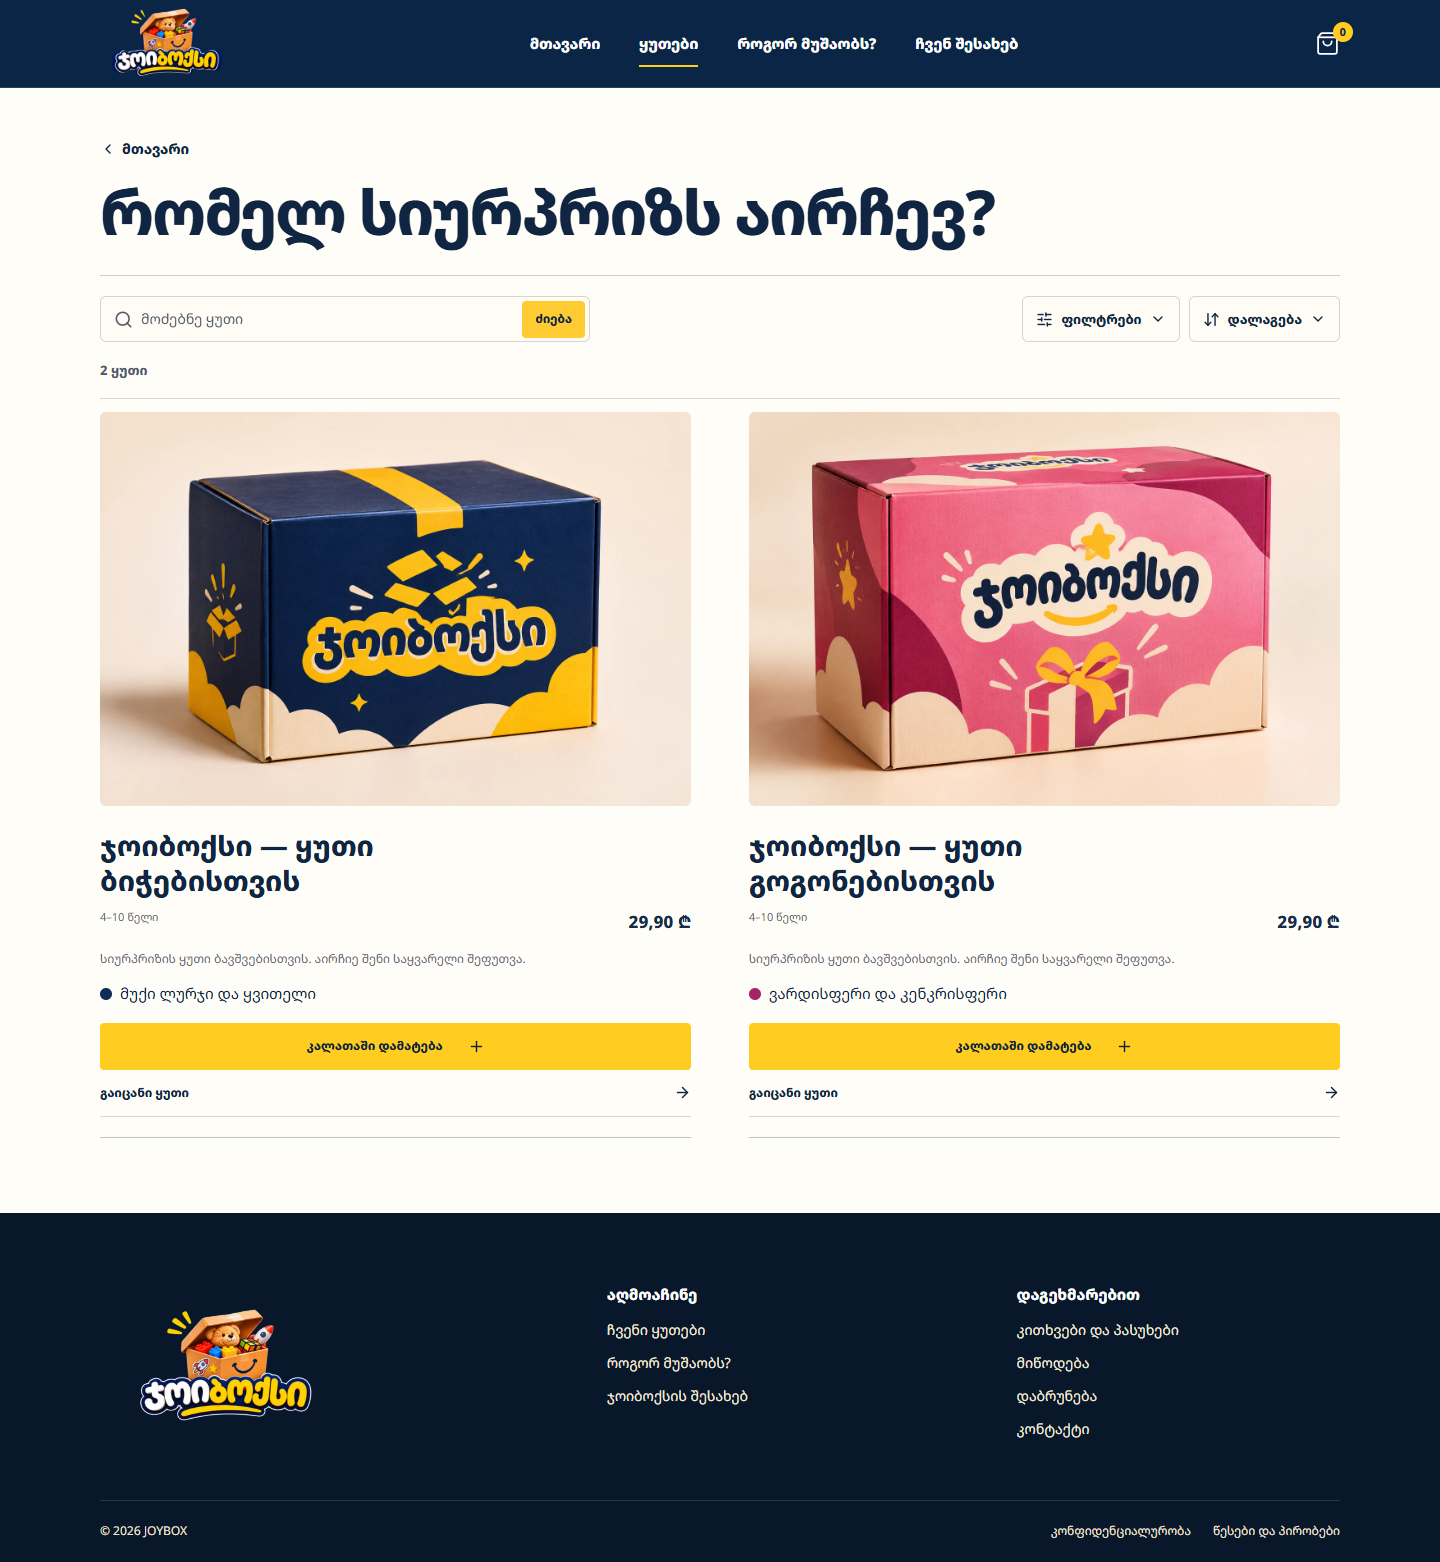 ჯოიბოქსი
მთავარი
ყუთები
როგორ მუშაობს?
ჩვენ შესახებ
0
მთავარი
რომელ სიურპრიზს აირჩევ?
მოძებნე ყუთი
ძიება
ფილტრები
დალაგება
2 ყუთი
ჯოიბოქსი
ჯოიბოქსი
ჯოიბოქსი
ჯოიბოქსი — ყუთი
ბიჭებისთვის
4–10 წელი
29,90 ₾
სიურპრიზის ყუთი ბავშვებისთვის. აირჩიე შენი საყვარელი შეფუთვა.
მუქი ლურჯი და ყვითელი
კალათაში დამატება
გაიცანი ყუთი
ჯოიბოქსი — ყუთი
გოგონებისთვის
4–10 წელი
29,90 ₾
სიურპრიზის ყუთი ბავშვებისთვის. აირჩიე შენი საყვარელი შეფუთვა.
ვარდისფერი და კენკრისფერი
კალათაში დამატება
გაიცანი ყუთი
ჯოიბოქსი
აღმოაჩინე
ჩვენი ყუთები
როგორ მუშაობს?
ჯოიბოქსის შესახებ
დაგეხმარებით
კითხვები და პასუხები
მიწოდება
დაბრუნება
კონტაქტი
© 2026 JOYBOX
კონფიდენციალურობა
წესები და პირობები